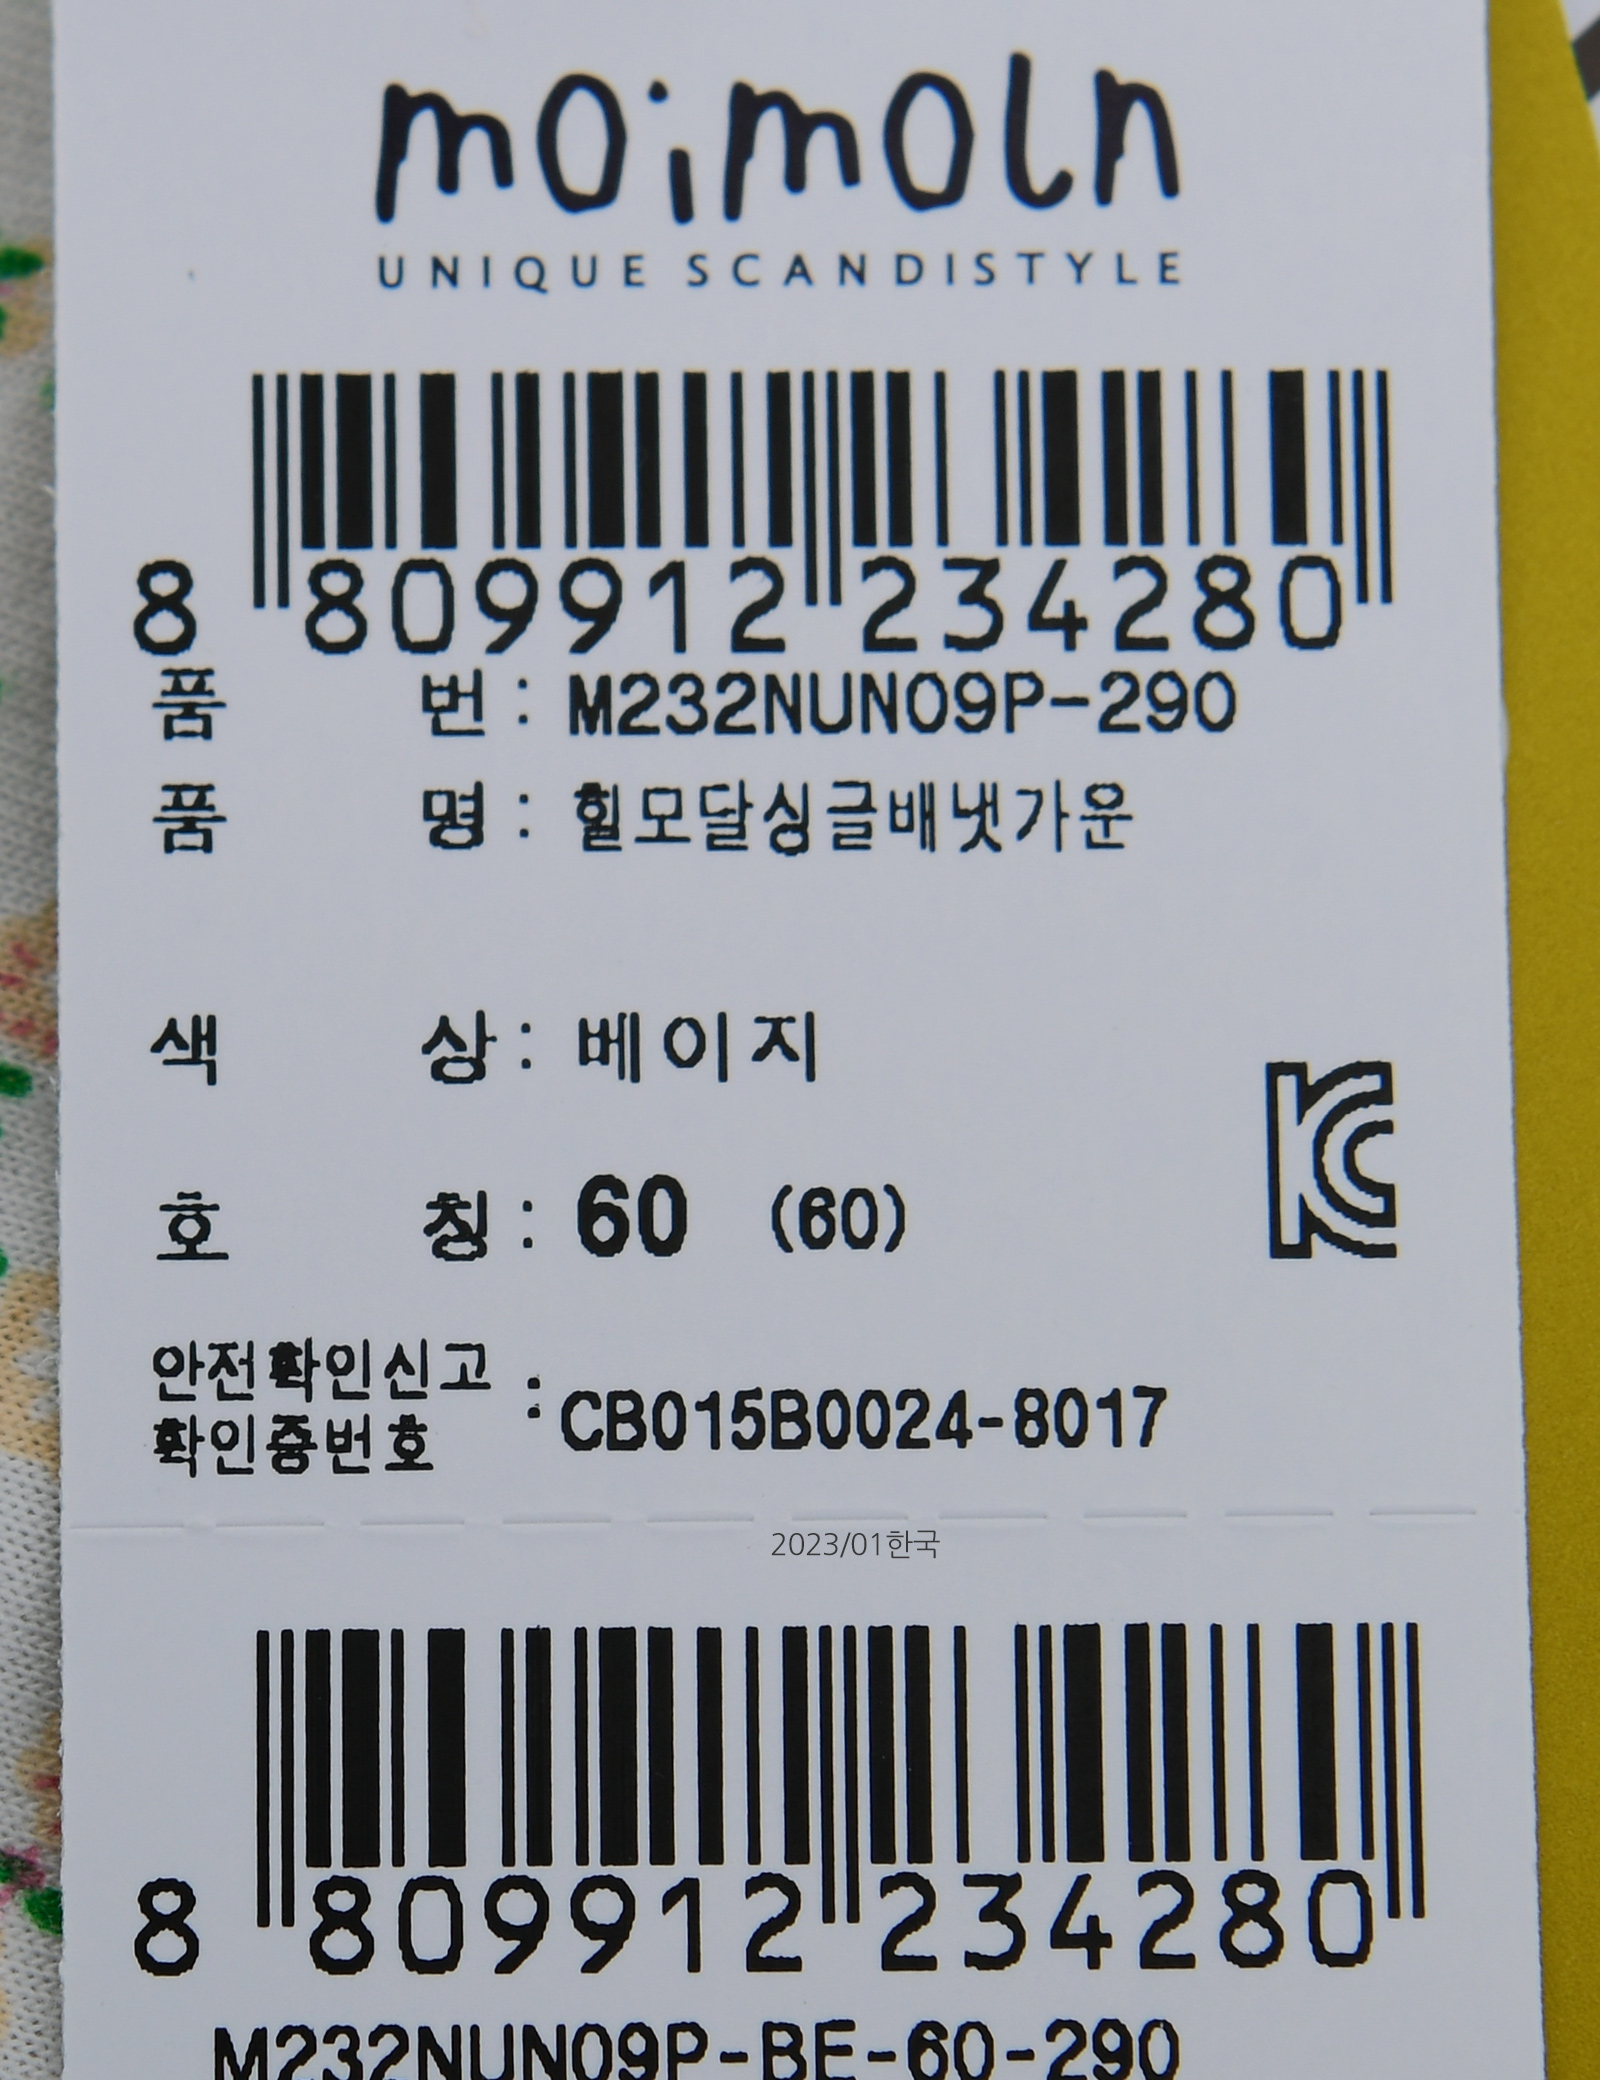 moimoln
UNIQUE SCANDISTYLE
8 809912 234280
품 번 : M232NUN09P-290
품 명 : 휠모달싱글배냇가운
색 상 : 베이지
호 칭 : 60 (60)
안전확인신고
확인증번호 : CB015B0024-8017
2023/01한국
8 809912 234280
M232NUN09P-BE-60-290